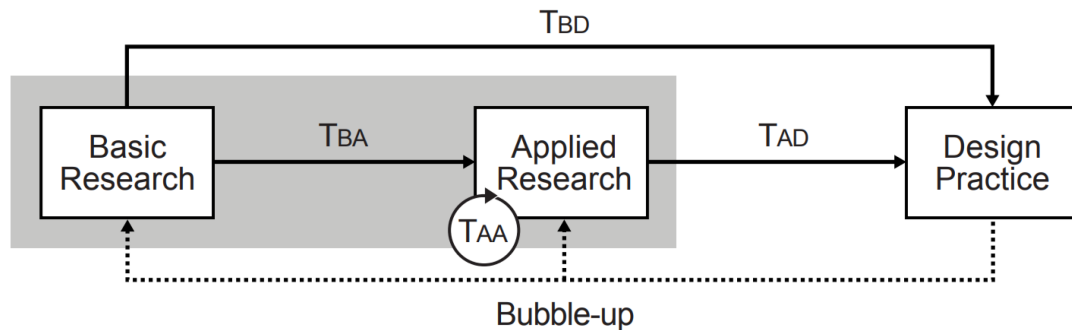 TBD
Basic
Research
TBA
Applied
Research
TAD
Design
Practice
TAA
Bubble-up